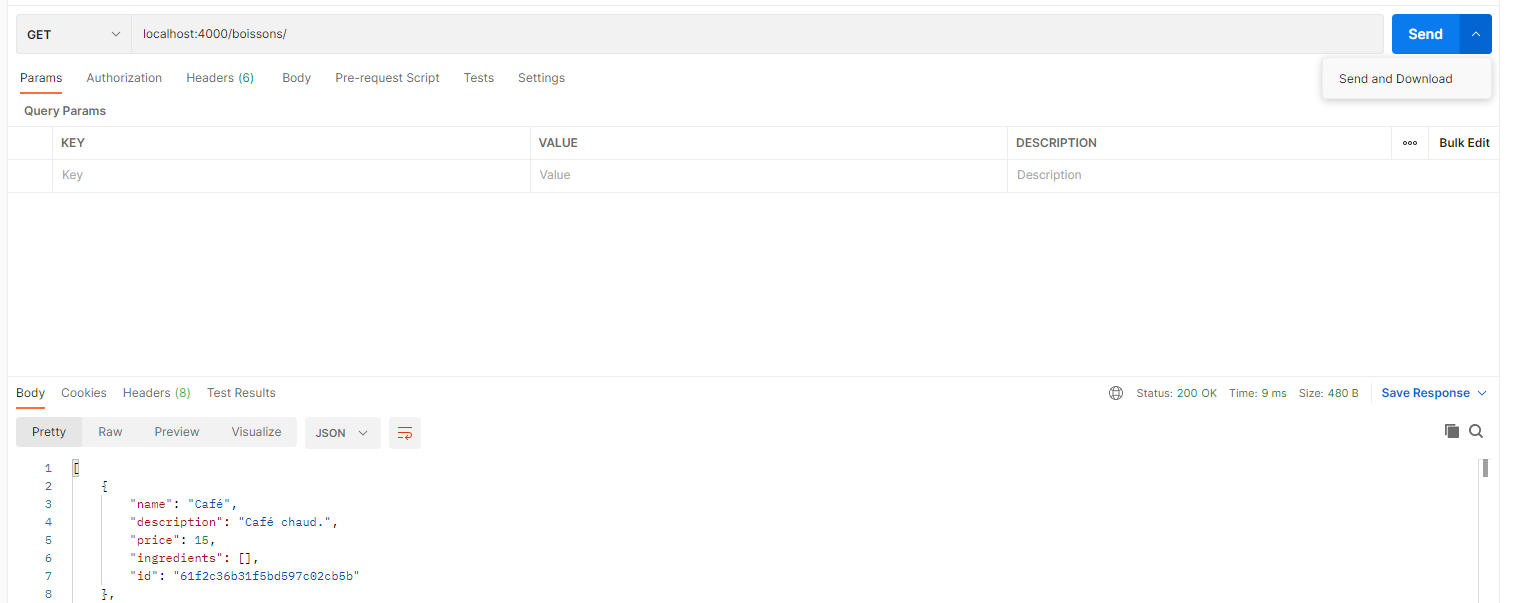 GET localhost:4000/boissons/ Send
Params Authorization Headers (6) Body Pre-request Script Tests Settings
Send and Download
Query Params
KEY VALUE DESCRIPTION Bulk Edit
Key Value Description
Body Cookies Headers (8) Test Results Status: 200 OK Time: 9 ms Size: 480 B Save Response
Pretty Raw Preview Visualize JSON
1 [
2 {
3 "name": "Café",
4 "description": "Café chaud.",
5 "price": 15,
6 "ingredients": [],
7 "id": "61f2c36b31f5bd597c02cb5b"
8 },